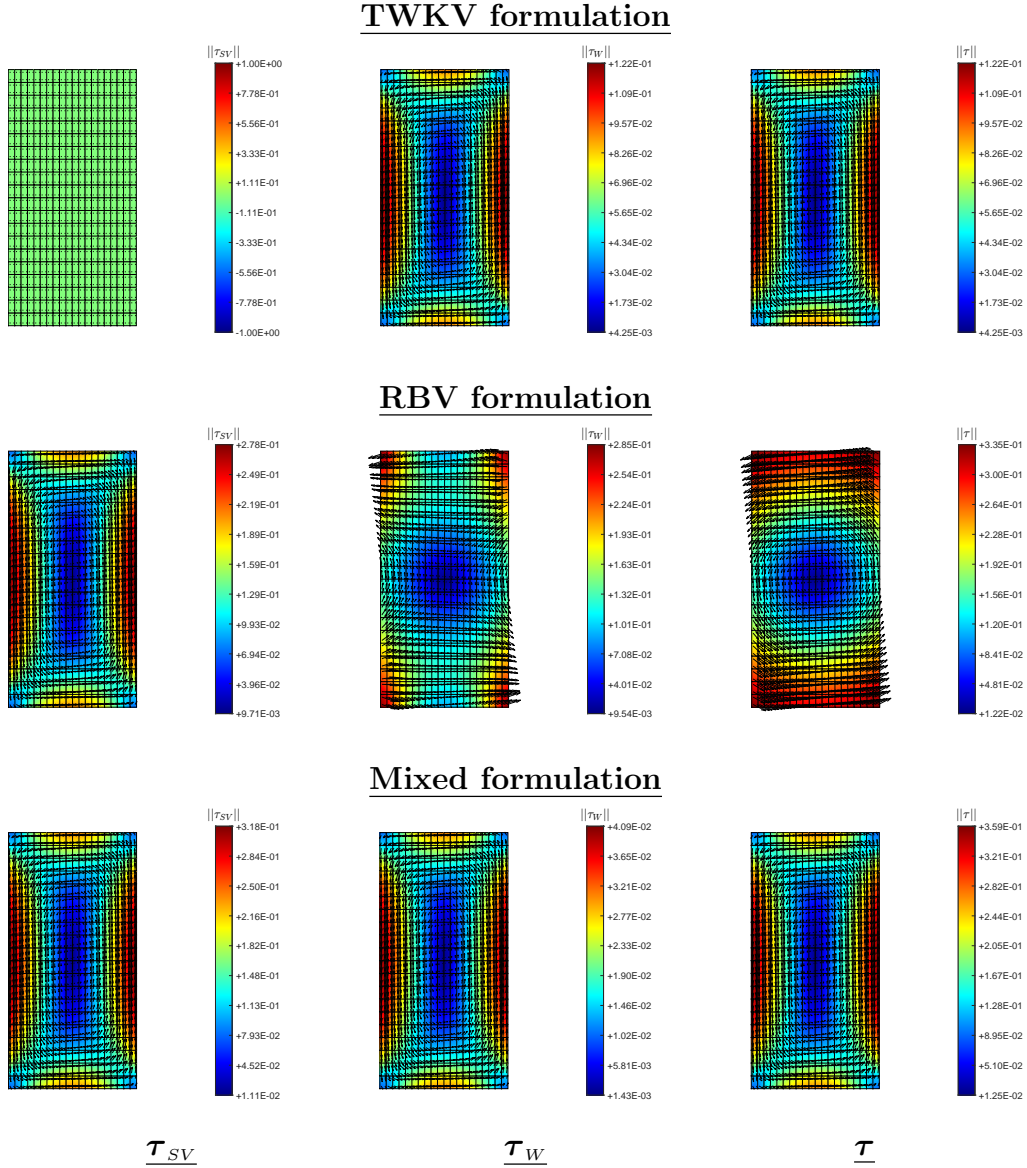 TWKV formulation
||τ_SV|| ||τ_W|| ||τ||
+1.00E+00 +1.22E-01 +1.22E-01
+7.78E-01 +1.09E-01 +1.09E-01
+5.56E-01 +9.57E-02 +9.57E-02
+3.33E-01 +8.26E-02 +8.26E-02
+1.11E-01 +6.96E-02 +6.96E-02
-1.11E-01 +5.65E-02 +5.65E-02
-3.33E-01 +4.34E-02 +4.34E-02
-5.56E-01 +3.04E-02 +3.04E-02
-7.78E-01 +1.73E-02 +1.73E-02
-1.00E+00 +4.25E-03 +4.25E-03
RBV formulation
||τ_SV|| ||τ_W|| ||τ||
+2.78E-01 +2.85E-01 +3.35E-01
+2.49E-01 +2.54E-01 +3.00E-01
+2.19E-01 +2.24E-01 +2.64E-01
+1.89E-01 +1.93E-01 +2.28E-01
+1.59E-01 +1.63E-01 +1.92E-01
+1.29E-01 +1.32E-01 +1.56E-01
+9.93E-02 +1.01E-01 +1.20E-01
+6.94E-02 +7.08E-02 +8.41E-02
+3.96E-02 +4.01E-02 +4.81E-02
+9.71E-03 +9.54E-03 +1.22E-02
Mixed formulation
||τ_SV|| ||τ_W|| ||τ||
+3.18E-01 +4.09E-02 +3.59E-01
+2.84E-01 +3.65E-02 +3.21E-01
+2.50E-01 +3.21E-02 +2.82E-01
+2.16E-01 +2.77E-02 +2.44E-01
+1.82E-01 +2.33E-02 +2.05E-01
+1.48E-01 +1.90E-02 +1.67E-01
+1.13E-01 +1.46E-02 +1.28E-01
+7.93E-02 +1.02E-02 +8.95E-02
+4.52E-02 +5.81E-03 +5.10E-02
+1.11E-02 +1.43E-03 +1.25E-02
τ_SV τ_W τ